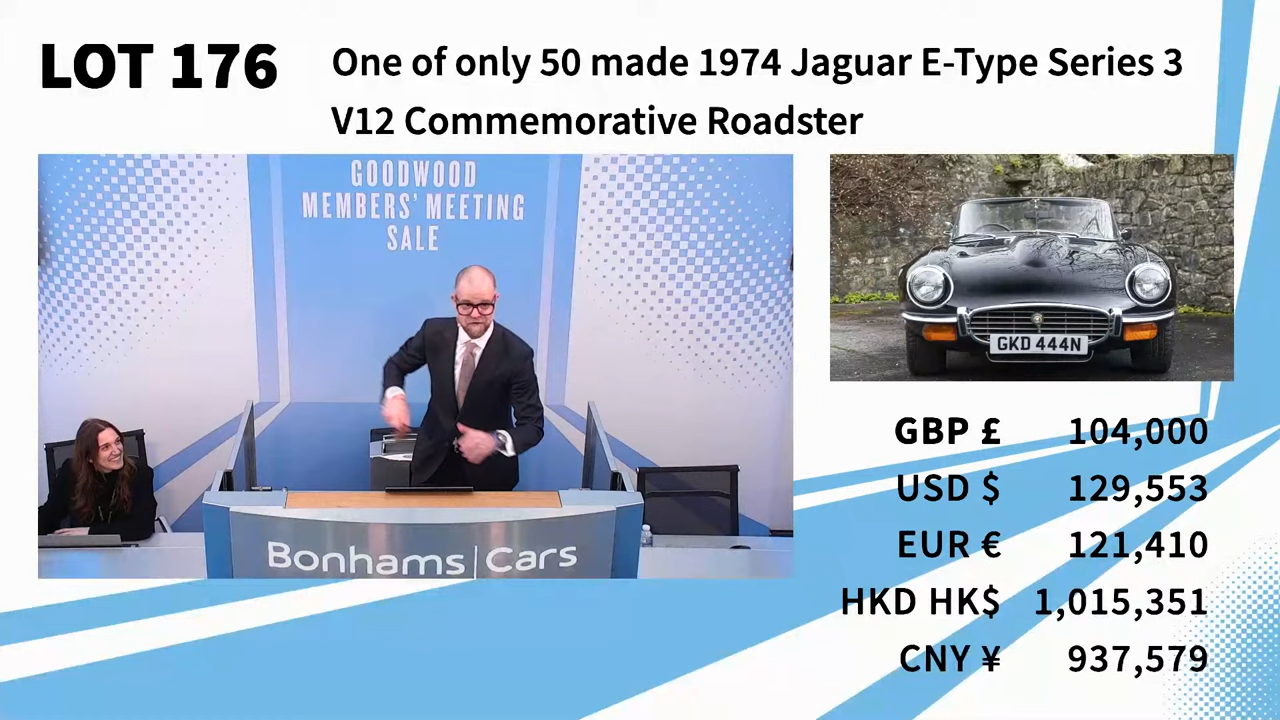 LOT 176
One of only 50 made 1974 Jaguar E-Type Series 3
V12 Commemorative Roadster
GOODWOOD
MEMBERS' MEETING
SALE
Bonhams|Cars
GKD 444N
GBP £ 104,000
USD $ 129,553
EUR € 121,410
HKD HK$ 1,015,351
CNY ¥ 937,579